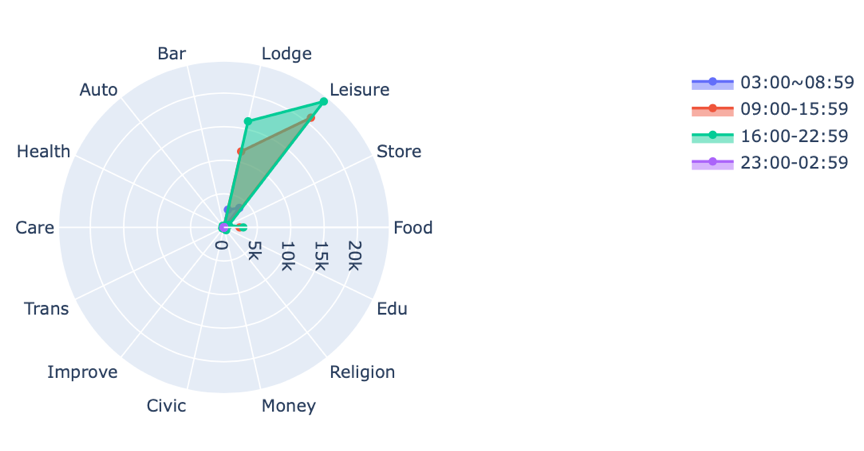 Bar
Lodge
Auto
Leisure
Health
Store
Care
Food
0
5k
10k
15k
20k
Trans
Edu
Improve
Religion
Civic
Money
03:00~08:59
09:00-15:59
16:00-22:59
23:00-02:59